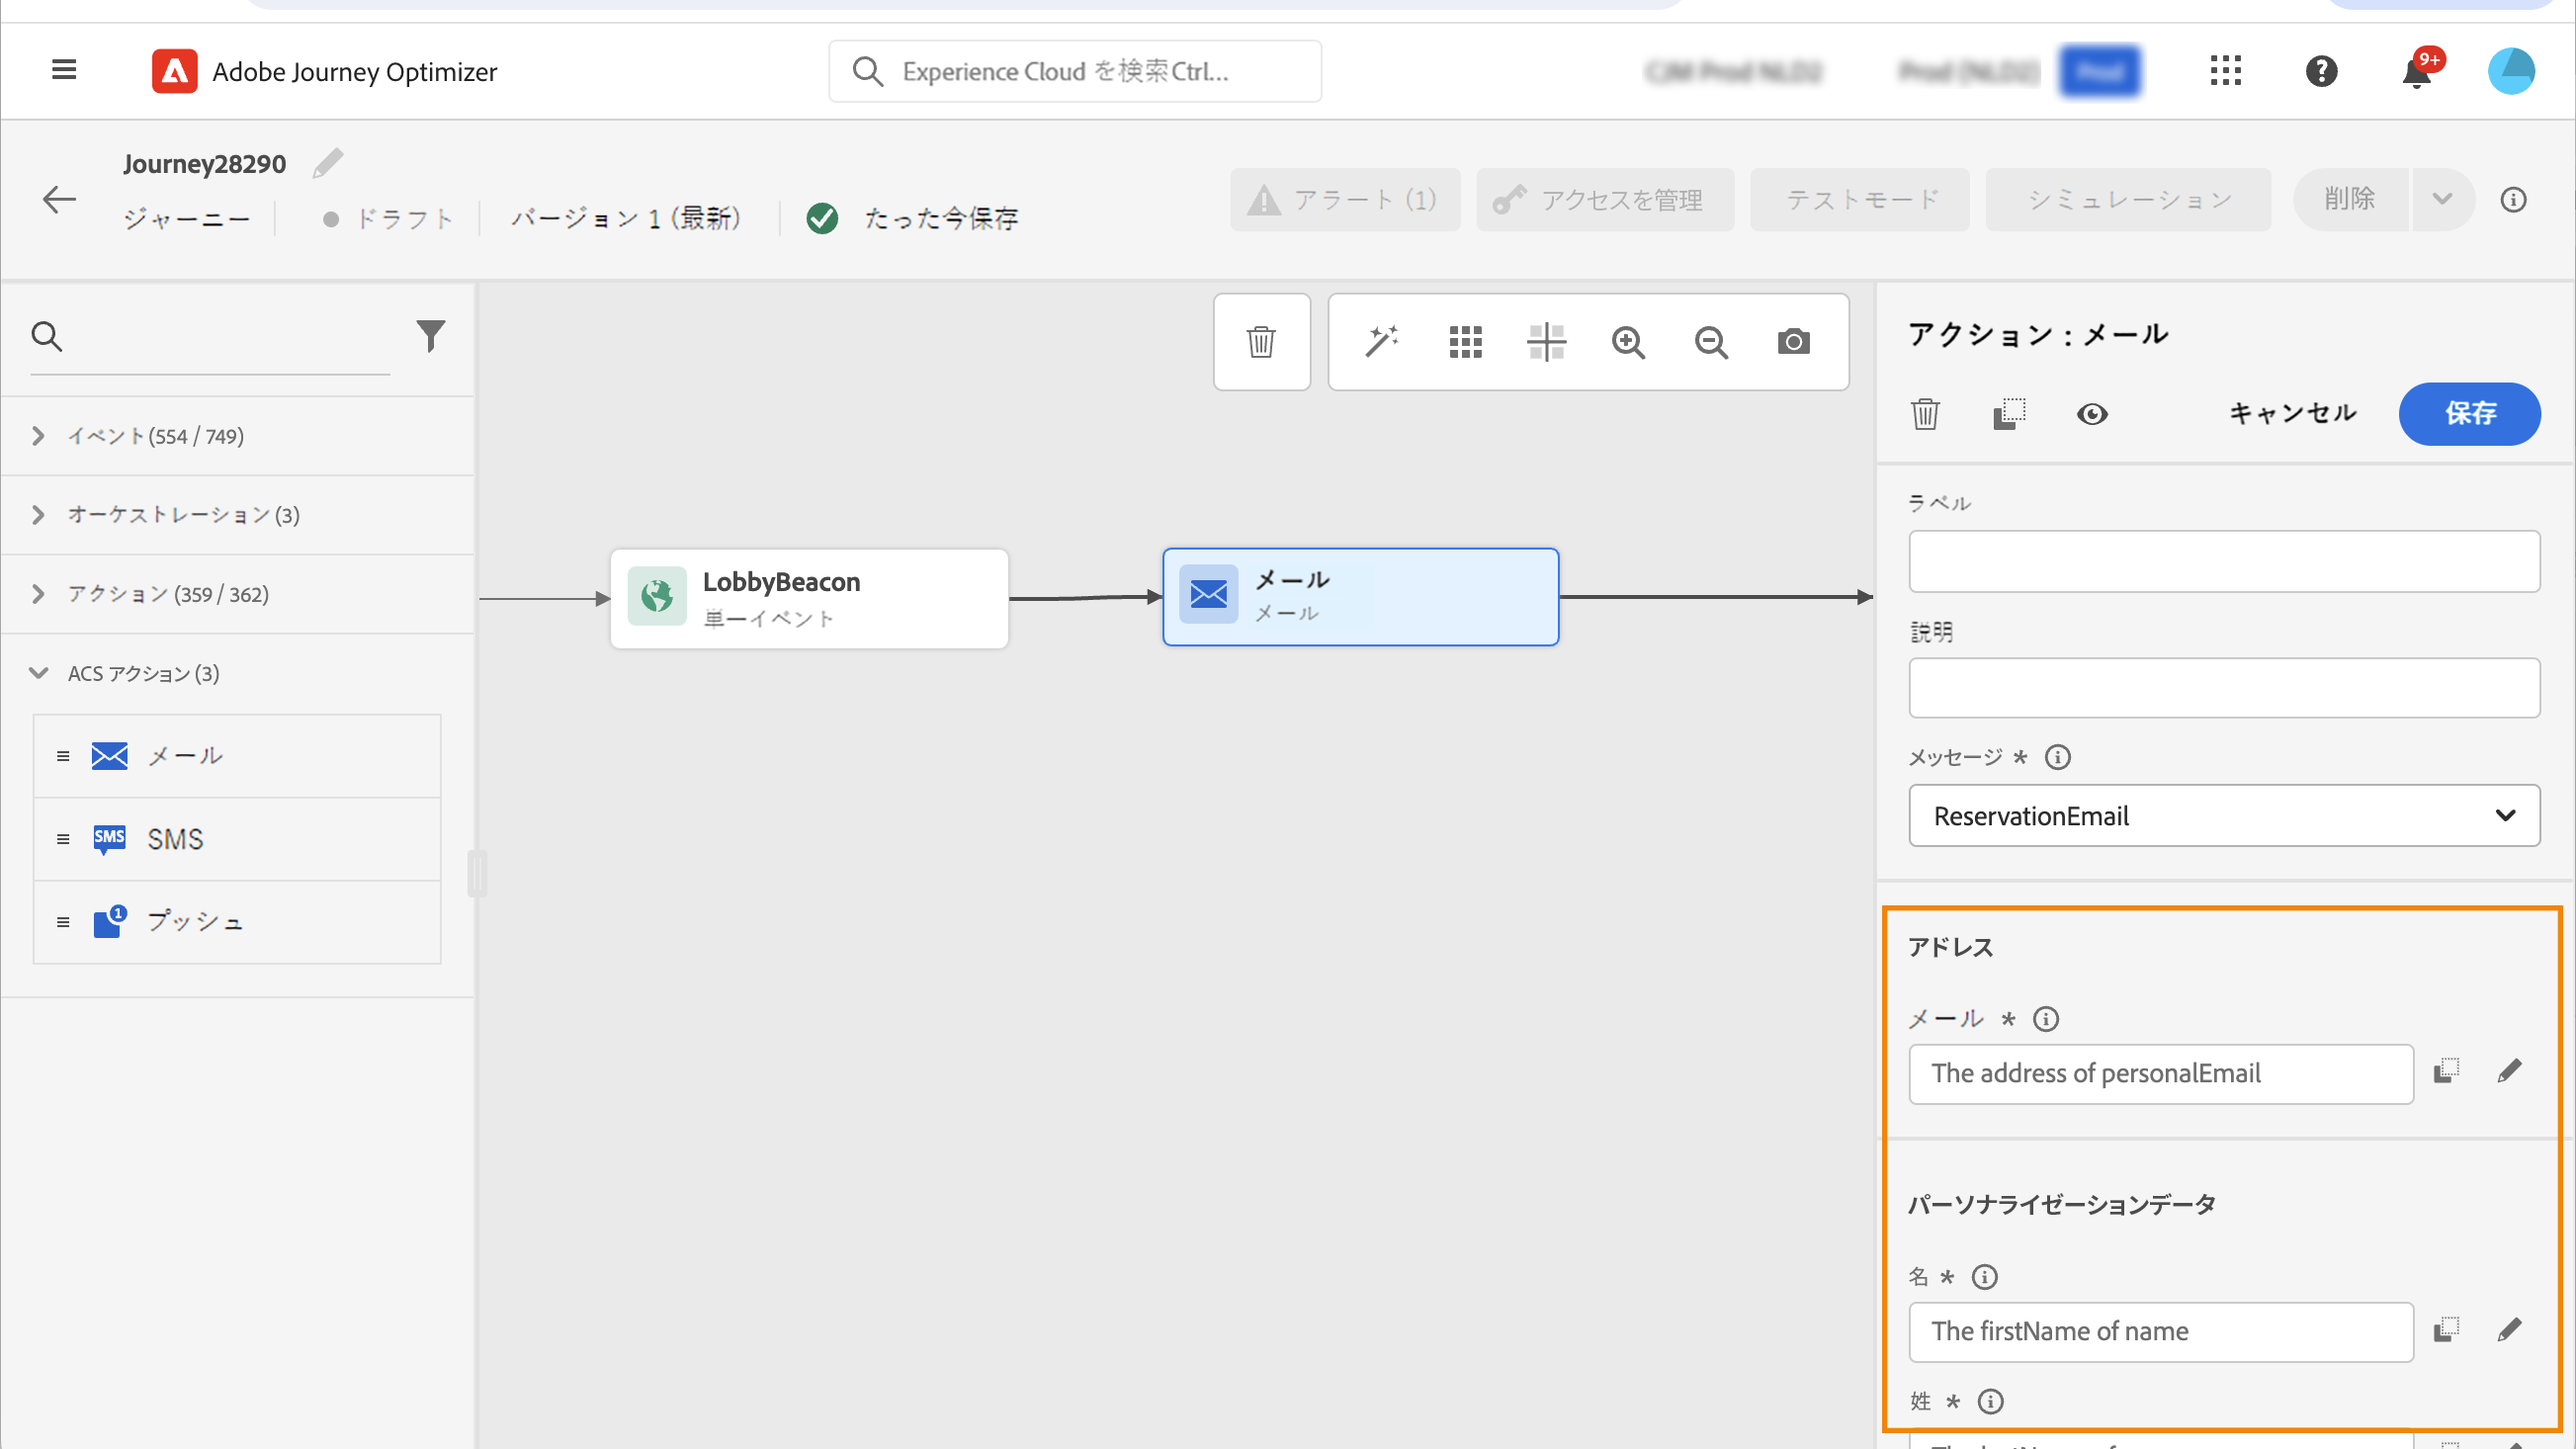 Adobe Journey Optimizer
Experience Cloud を検索Ctrl...
9+
Journey28290
ジャーニー
ドラフト
バージョン 1 (最新)
たった今保存
アラート (1)
アクセスを管理
テストモード
シミュレーション
削除
イベント(554 / 749)
オーケストレーション(3)
アクション (359 / 362)
ACS アクション (3)
メール
SMS
SMS
1
プッシュ
LobbyBeacon
単一イベント
メール
メール
アクション : メール
キャンセル
保存
ラベル
説明
メッセージ *
ReservationEmail
アドレス
メール *
The address of personalEmail
パーソナライゼーションデータ
名 *
The firstName of name
姓 *